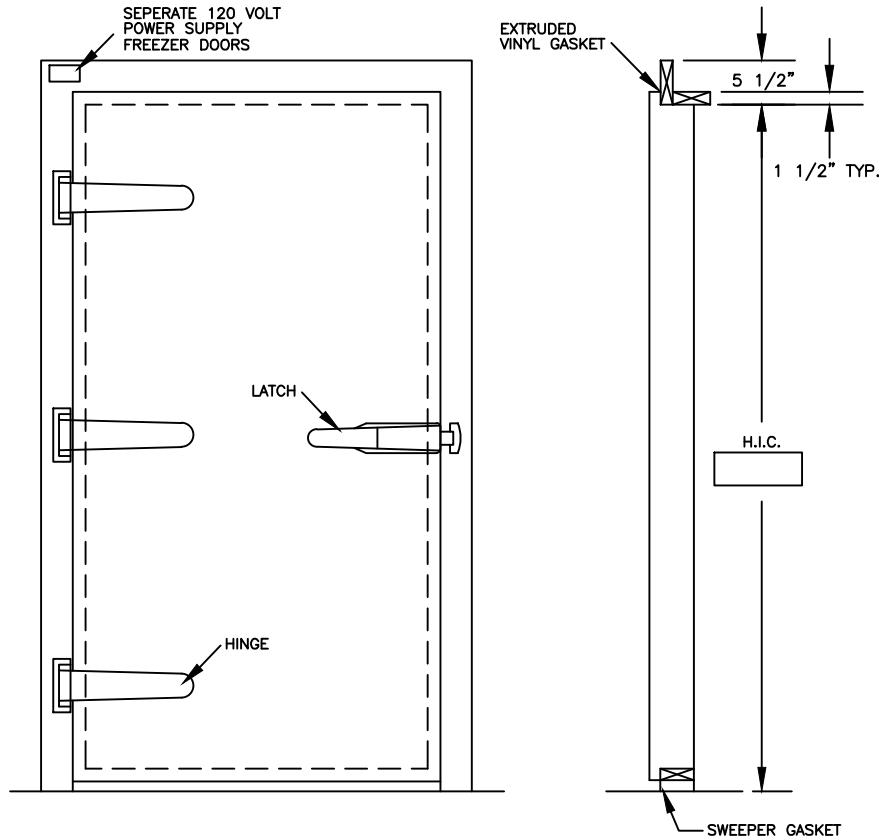 SEPERATE 120 VOLT
POWER SUPPLY
FREEZER DOORS
EXTRUDED
VINYL GASKET
5 1/2"
1 1/2" TYP.
LATCH
H.I.C.
HINGE
SWEEPER GASKET